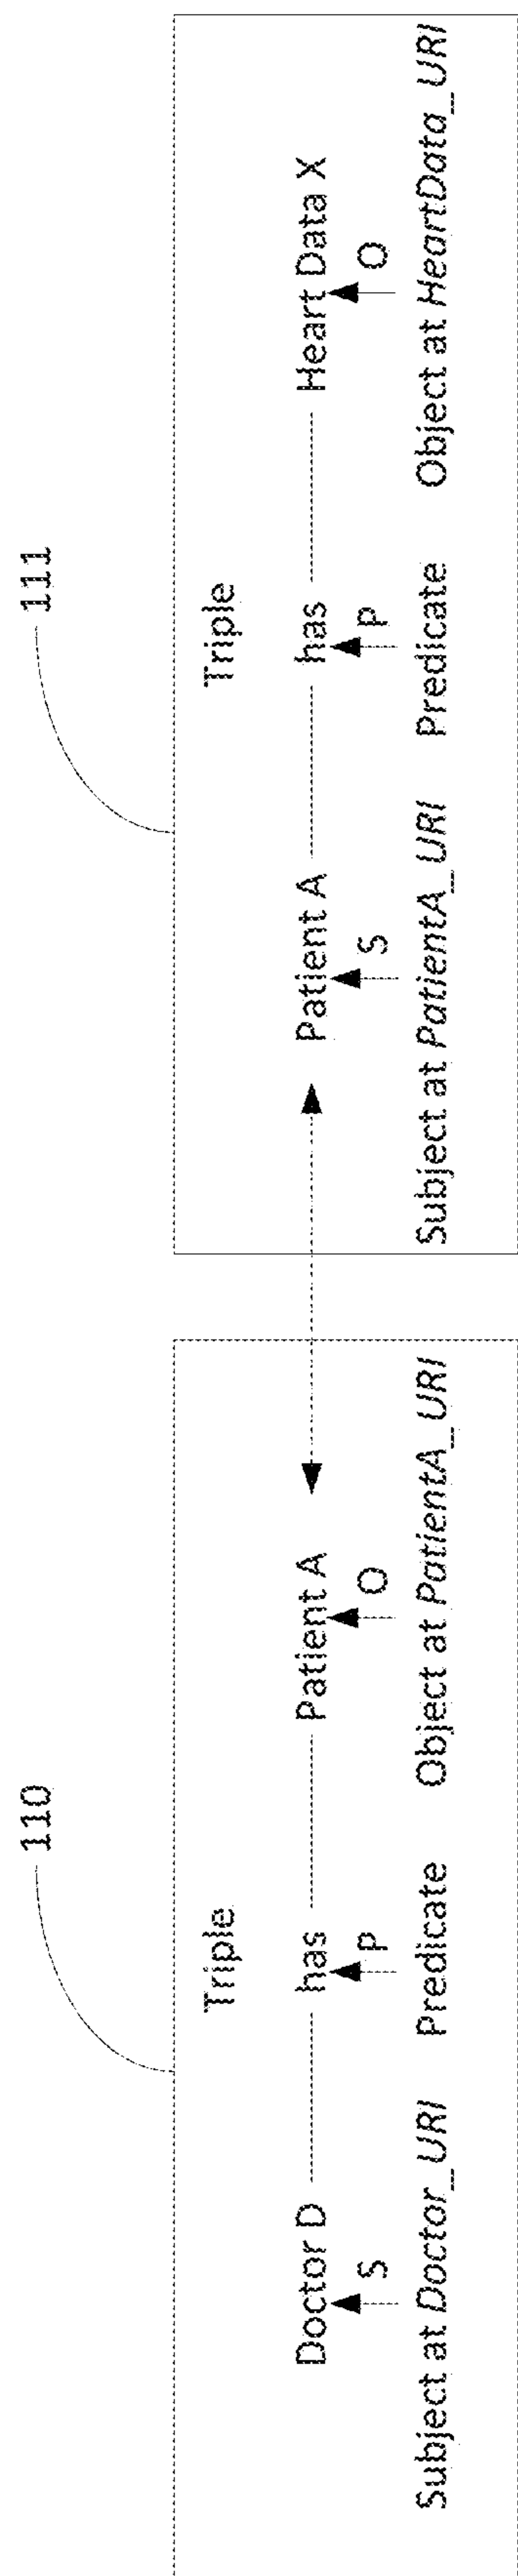 110
Triple
Doctor D has Patient A
S P O
Subject at Doctor_URI Predicate Object at PatientA_URI
111
Triple
Patient A has Heart Data X
S P O
Subject at PatientA_URI Predicate Object at HeartData_URI